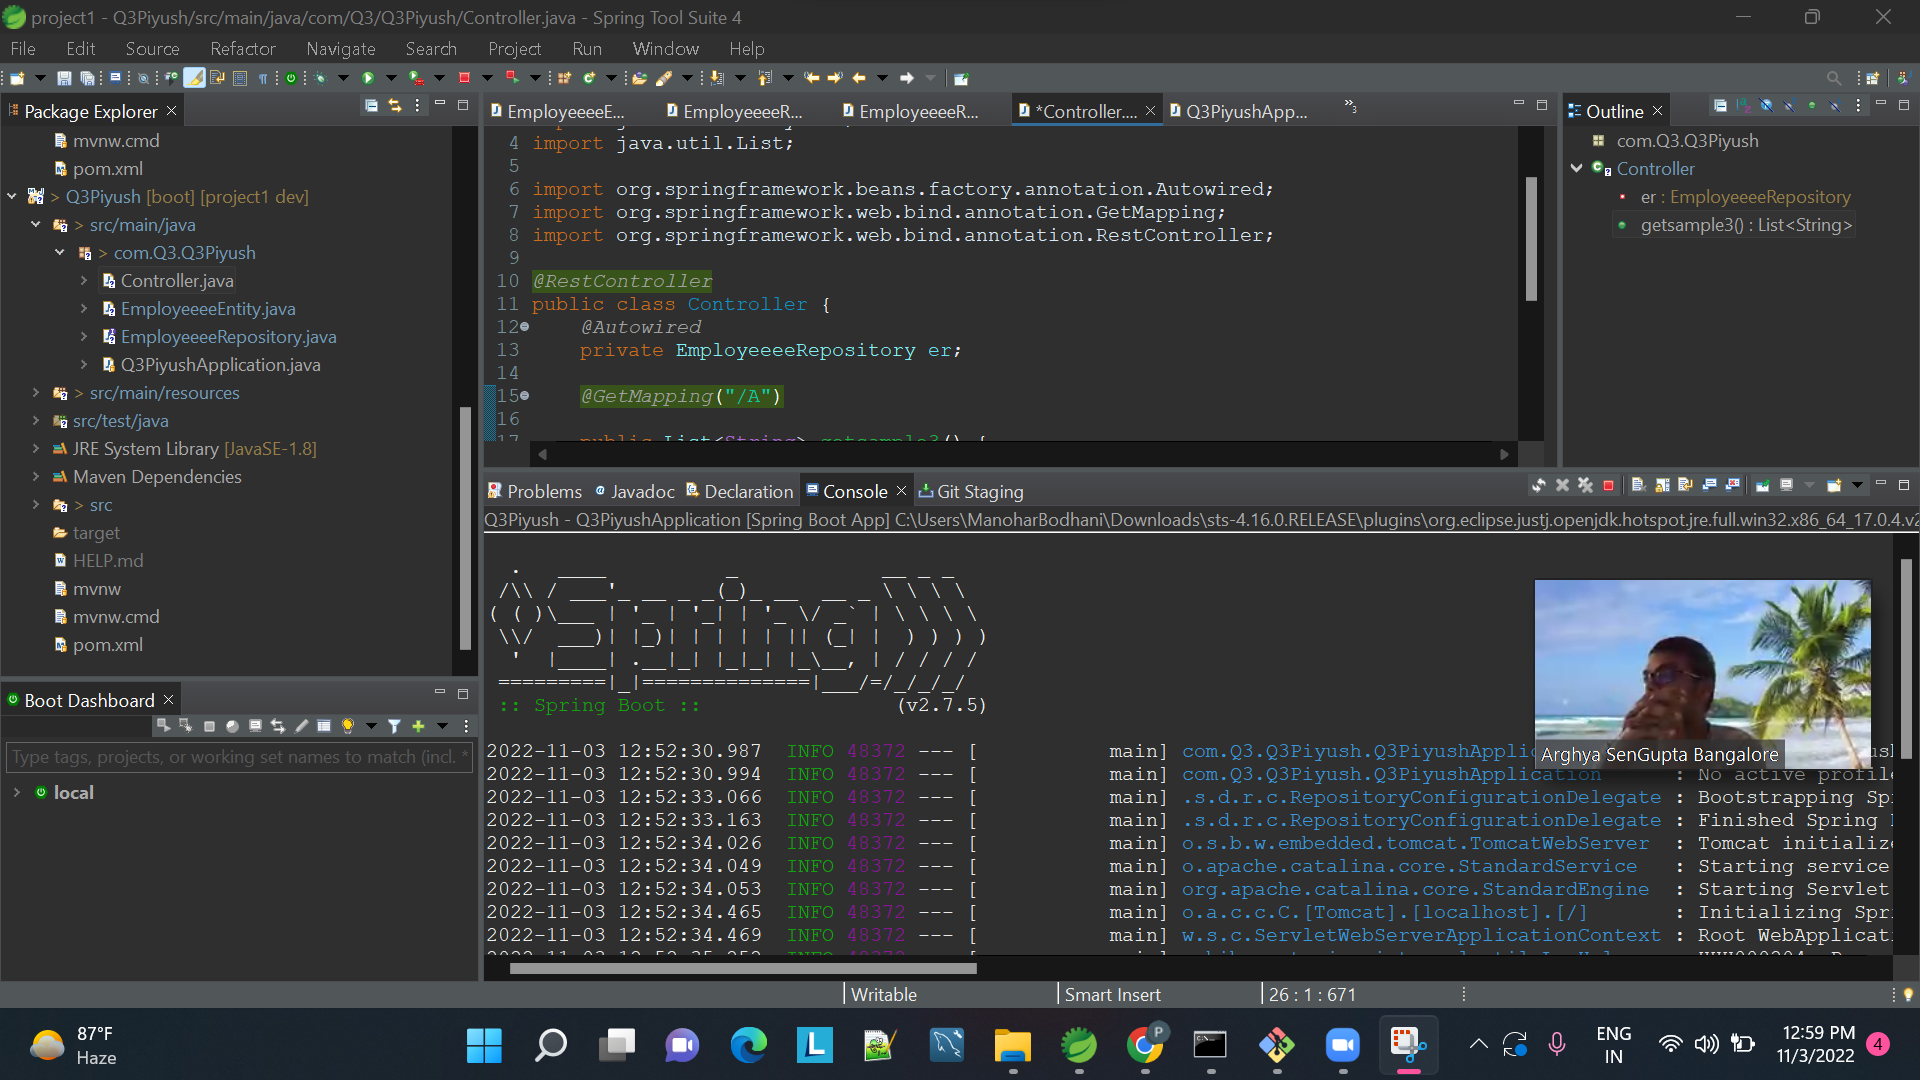 project1 - Q3Piyush/src/main/java/com/Q3/Q3Piyush/Controller.java - Spring Tool Suite 4
File Edit Source Refactor Navigate Search Project Run Window Help
Package Explorer
mvnw.cmd
pom.xml
> Q3Piyush [boot] [project1 dev]
> src/main/java
> com.Q3.Q3Piyush
Controller.java
EmployeeeeEntity.java
EmployeeeeRepository.java
Q3PiyushApplication.java
> src/main/resources
src/test/java
JRE System Library [JavaSE-1.8]
Maven Dependencies
> src
target
HELP.md
mvnw
mvnw.cmd
pom.xml
Boot Dashboard
Type tags, projects, or working set names to match (incl. *
local
EmployeeeeE... EmployeeeeR... EmployeeeeR... *Controller.... Q3PiyushApp... »3
4 import java.util.List;
5
6 import org.springframework.beans.factory.annotation.Autowired;
7 import org.springframework.web.bind.annotation.GetMapping;
8 import org.springframework.web.bind.annotation.RestController;
9
10 @RestController
11 public class Controller {
12 @Autowired
13 private EmployeeeeRepository er;
14
15 @GetMapping("/A")
16
17 public List<String> getsample3() {
Outline
com.Q3.Q3Piyush
Controller
er : EmployeeeeRepository
getsample3() : List<String>
Problems Javadoc Declaration Console Git Staging
Q3Piyush - Q3PiyushApplication [Spring Boot App] C:\Users\ManoharBodhani\Downloads\sts-4.16.0.RELEASE\plugins\org.eclipse.justj.openjdk.hotspot.jre.full.win32.x86_64_17.0.4.v2
:: Spring Boot :: (v2.7.5)
2022-11-03 12:52:30.987 INFO 48372 --- [ main] com.Q3.Q3Piyush.Q3PiyushApplic
2022-11-03 12:52:30.994 INFO 48372 --- [ main] com.Q3.Q3Piyush.Q3PiyushApplication : No active profile
2022-11-03 12:52:33.066 INFO 48372 --- [ main] .s.d.r.c.RepositoryConfigurationDelegate : Bootstrapping Sp
2022-11-03 12:52:33.163 INFO 48372 --- [ main] .s.d.r.c.RepositoryConfigurationDelegate : Finished Spring
2022-11-03 12:52:34.026 INFO 48372 --- [ main] o.s.b.w.embedded.tomcat.TomcatWebServer : Tomcat initialize
2022-11-03 12:52:34.049 INFO 48372 --- [ main] o.apache.catalina.core.StandardService : Starting service
2022-11-03 12:52:34.053 INFO 48372 --- [ main] org.apache.catalina.core.StandardEngine : Starting Servlet
2022-11-03 12:52:34.465 INFO 48372 --- [ main] o.a.c.c.C.[Tomcat].[localhost].[/] : Initializing Spr
2022-11-03 12:52:34.469 INFO 48372 --- [ main] w.s.c.ServletWebServerApplicationContext : Root WebApplicat
Arghya SenGupta Bangalore
Writable Smart Insert 26 : 1 : 671
87°F
Haze
ENG
IN
12:59 PM
11/3/2022
4